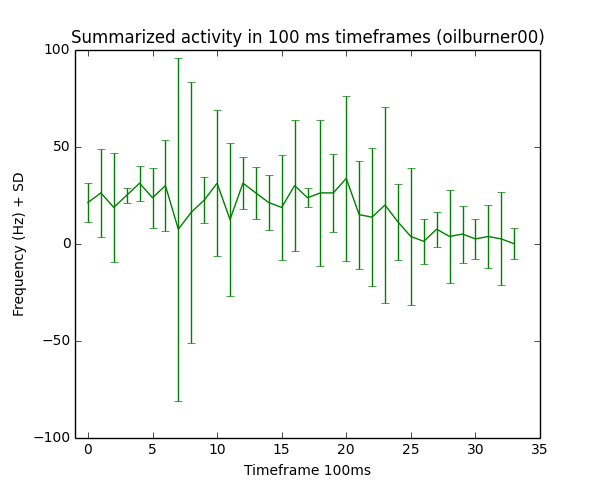 Summarized activity in 100 ms timeframes (oilburner00)
100
50
0
−50
−100
Frequency (Hz) + SD
0 5 10 15 20 25 30 35
Timeframe 100ms